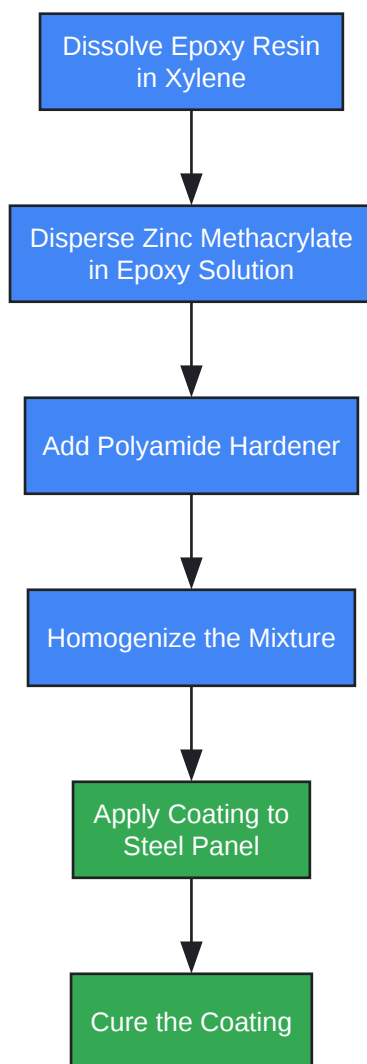 Dissolve Epoxy Resin
in Xylene
Disperse Zinc Methacrylate
in Epoxy Solution
Add Polyamide Hardener
Homogenize the Mixture
Apply Coating to
Steel Panel
Cure the Coating